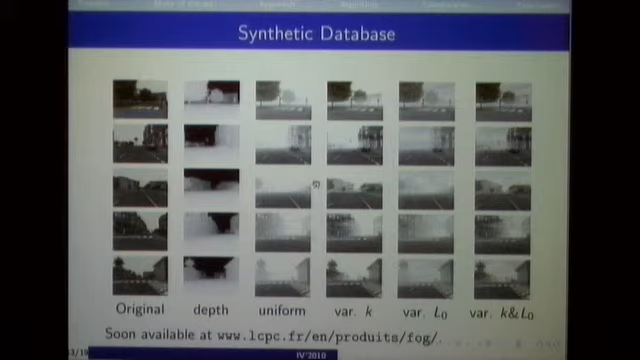 Synthetic Database
Original depth uniform var. k var. L₀ var. k&L₀
Soon available at www.lcpc.fr/en/produits/fog/
IV'2010